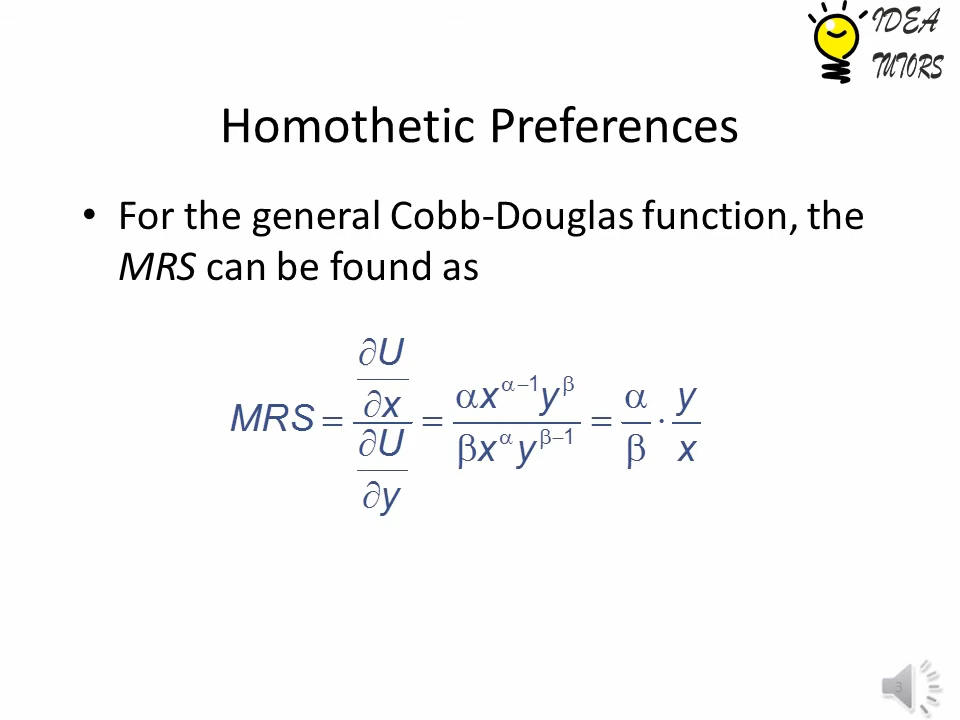 IDEA
TUTORS
Homothetic Preferences
• For the general Cobb-Douglas function, the
MRS can be found as
MRS = (∂U/∂x)/(∂U/∂y) = (αx^(α−1) y^β)/(βx^α y^(β−1)) = α/β · y/x
3